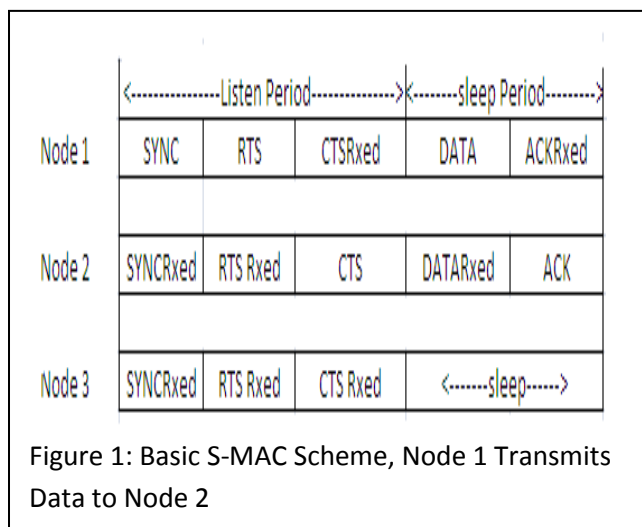 <----------------Listen Period--------------><--------sleep Period--------->
Node 1 SYNC RTS CTSRxed DATA ACKRxed
Node 2 SYNCRxed RTS Rxed CTS DATARxed ACK
Node 3 SYNCRxed RTS Rxed CTS Rxed <-------sleep------>
Figure 1: Basic S-MAC Scheme, Node 1 Transmits
Data to Node 2